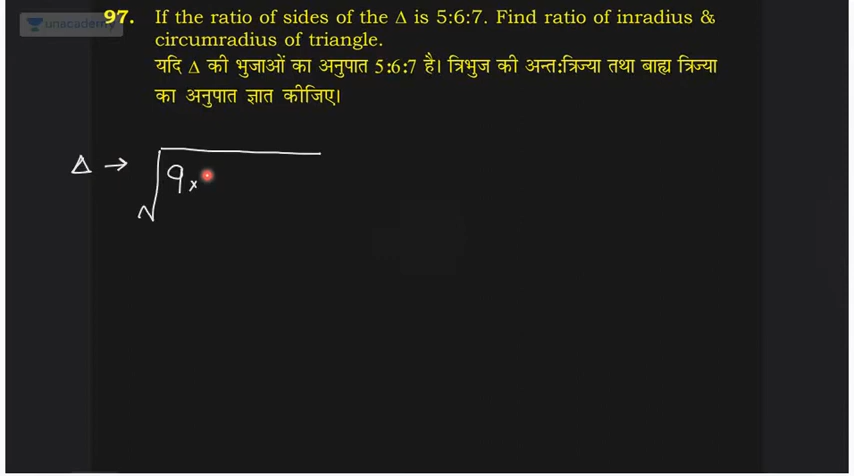 unacademy
97. If the ratio of sides of the Δ is 5:6:7. Find ratio of inradius &
circumradius of triangle.
यदि Δ की भुजाओं का अनुपात 5:6:7 है। त्रिभुज की अन्त:त्रिज्या तथा बाह्य त्रिज्या
का अनुपात ज्ञात कीजिए।
Δ → √9×